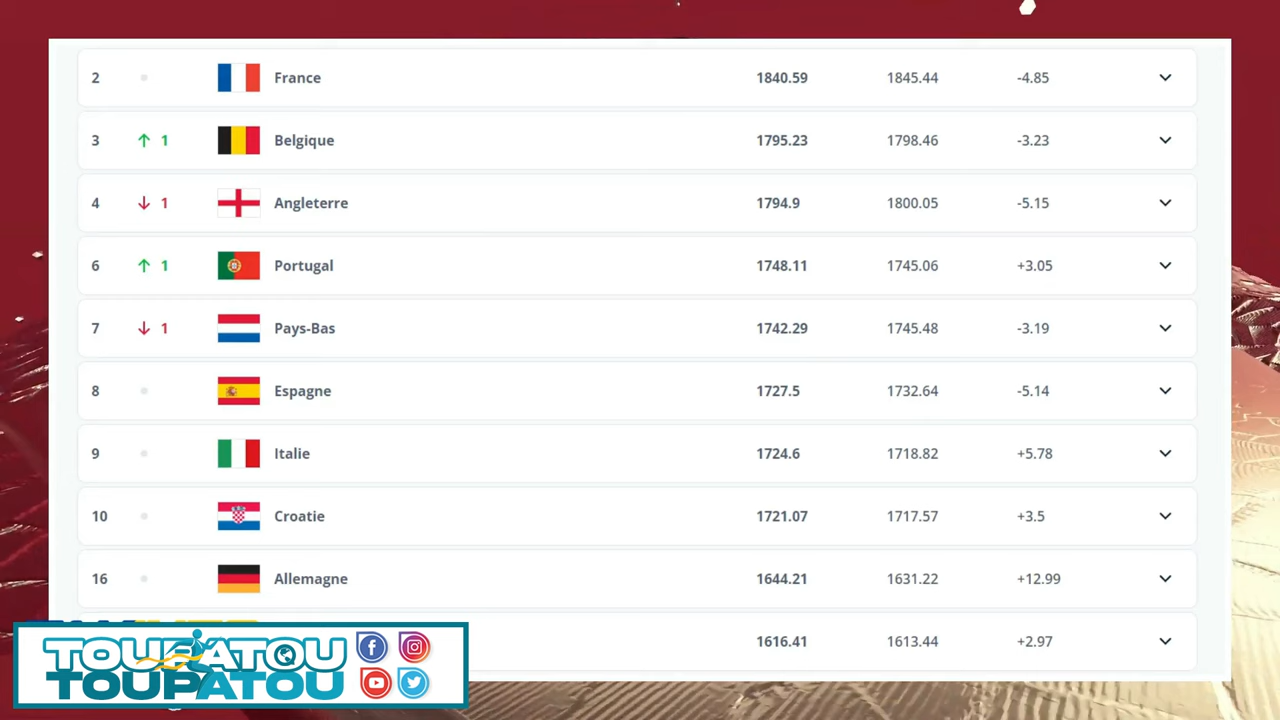 2 France 1840.59 1845.44 -4.85
3 1 Belgique 1795.23 1798.46 -3.23
4 1 Angleterre 1794.9 1800.05 -5.15
6 1 Portugal 1748.11 1745.06 +3.05
7 1 Pays-Bas 1742.29 1745.48 -3.19
8 Espagne 1727.5 1732.64 -5.14
9 Italie 1724.6 1718.82 +5.78
10 Croatie 1721.07 1717.57 +3.5
16 Allemagne 1644.21 1631.22 +12.99
1616.41 1613.44 +2.97
TOUPATOU
TOUPATOU